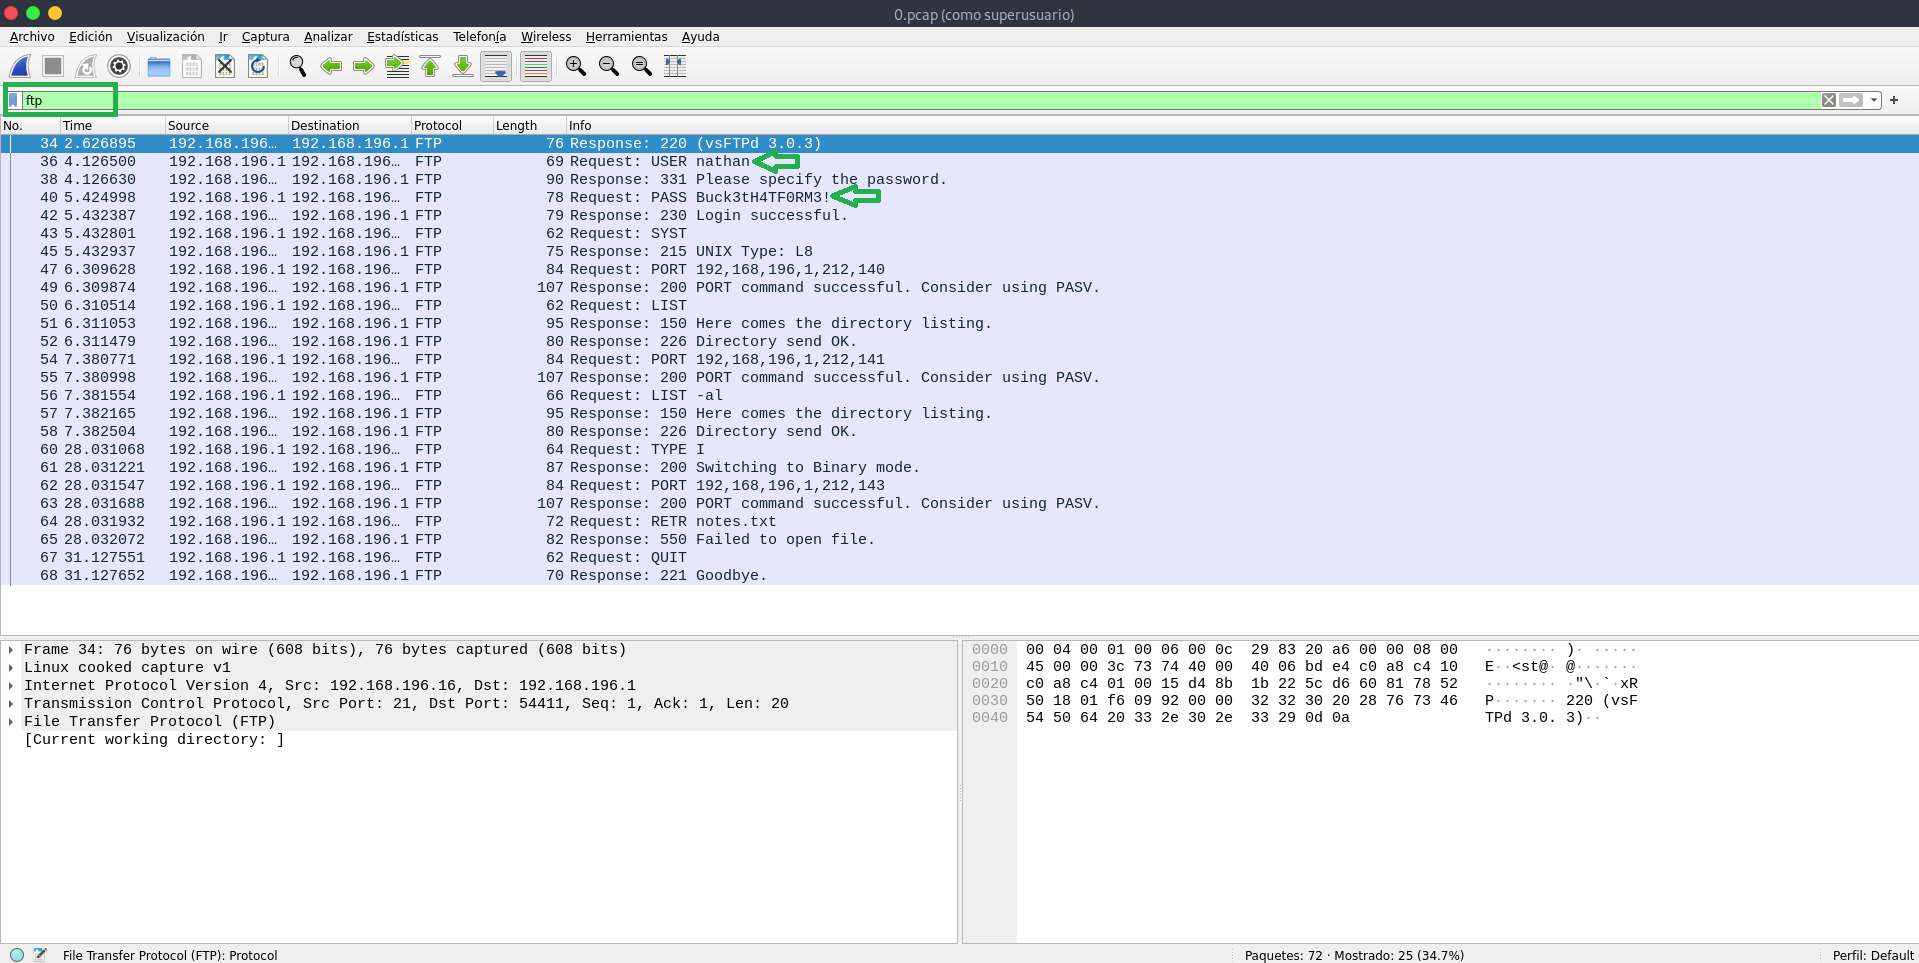 0.pcap (como superusuario)
Archivo Edición Visualización Ir Captura Analizar Estadísticas Telefonía Wireless Herramientas Ayuda
ftp
No. Time Source Destination Protocol Length Info
34 2.626895 192.168.196… 192.168.196.1 FTP 76 Response: 220 (vsFTPd 3.0.3)
36 4.126500 192.168.196.1 192.168.196… FTP 69 Request: USER nathan
38 4.126630 192.168.196… 192.168.196.1 FTP 90 Response: 331 Please specify the password.
40 5.424998 192.168.196.1 192.168.196… FTP 78 Request: PASS Buck3tH4TF0RM3!
42 5.432387 192.168.196… 192.168.196.1 FTP 79 Response: 230 Login successful.
43 5.432801 192.168.196.1 192.168.196… FTP 62 Request: SYST
45 5.432937 192.168.196… 192.168.196.1 FTP 75 Response: 215 UNIX Type: L8
47 6.309628 192.168.196.1 192.168.196… FTP 84 Request: PORT 192,168,196,1,212,140
49 6.309874 192.168.196… 192.168.196.1 FTP 107 Response: 200 PORT command successful. Consider using PASV.
50 6.310514 192.168.196.1 192.168.196… FTP 62 Request: LIST
51 6.311053 192.168.196… 192.168.196.1 FTP 95 Response: 150 Here comes the directory listing.
52 6.311479 192.168.196… 192.168.196.1 FTP 80 Response: 226 Directory send OK.
54 7.380771 192.168.196.1 192.168.196… FTP 84 Request: PORT 192,168,196,1,212,141
55 7.380998 192.168.196… 192.168.196.1 FTP 107 Response: 200 PORT command successful. Consider using PASV.
56 7.381554 192.168.196.1 192.168.196… FTP 66 Request: LIST -al
57 7.382165 192.168.196… 192.168.196.1 FTP 95 Response: 150 Here comes the directory listing.
58 7.382504 192.168.196… 192.168.196.1 FTP 80 Response: 226 Directory send OK.
60 28.031068 192.168.196.1 192.168.196… FTP 64 Request: TYPE I
61 28.031221 192.168.196… 192.168.196.1 FTP 87 Response: 200 Switching to Binary mode.
62 28.031547 192.168.196.1 192.168.196… FTP 84 Request: PORT 192,168,196,1,212,143
63 28.031688 192.168.196… 192.168.196.1 FTP 107 Response: 200 PORT command successful. Consider using PASV.
64 28.031932 192.168.196.1 192.168.196… FTP 72 Request: RETR notes.txt
65 28.032072 192.168.196… 192.168.196.1 FTP 82 Response: 550 Failed to open file.
67 31.127551 192.168.196.1 192.168.196… FTP 62 Request: QUIT
68 31.127652 192.168.196… 192.168.196.1 FTP 70 Response: 221 Goodbye.
Frame 34: 76 bytes on wire (608 bits), 76 bytes captured (608 bits)
Linux cooked capture v1
Internet Protocol Version 4, Src: 192.168.196.16, Dst: 192.168.196.1
Transmission Control Protocol, Src Port: 21, Dst Port: 54411, Seq: 1, Ack: 1, Len: 20
File Transfer Protocol (FTP)
[Current working directory: ]
0000 00 04 00 01 00 06 00 0c 29 83 20 a6 00 00 08 00 ········ )· ·····
0010 45 00 00 3c 73 74 40 00 40 06 bd e4 c0 a8 c4 10 E··<st@· @·······
0020 c0 a8 c4 01 00 15 d4 8b 1b 22 5c d6 60 81 78 52 ········ ·"\·`·xR
0030 50 18 01 f6 09 92 00 00 32 32 30 20 28 76 73 46 P······· 220 (vsF
0040 54 50 64 20 33 2e 30 2e 33 29 0d 0a TPd 3.0. 3)··
File Transfer Protocol (FTP): Protocol
Paquetes: 72 · Mostrado: 25 (34.7%)
Perfil: Default